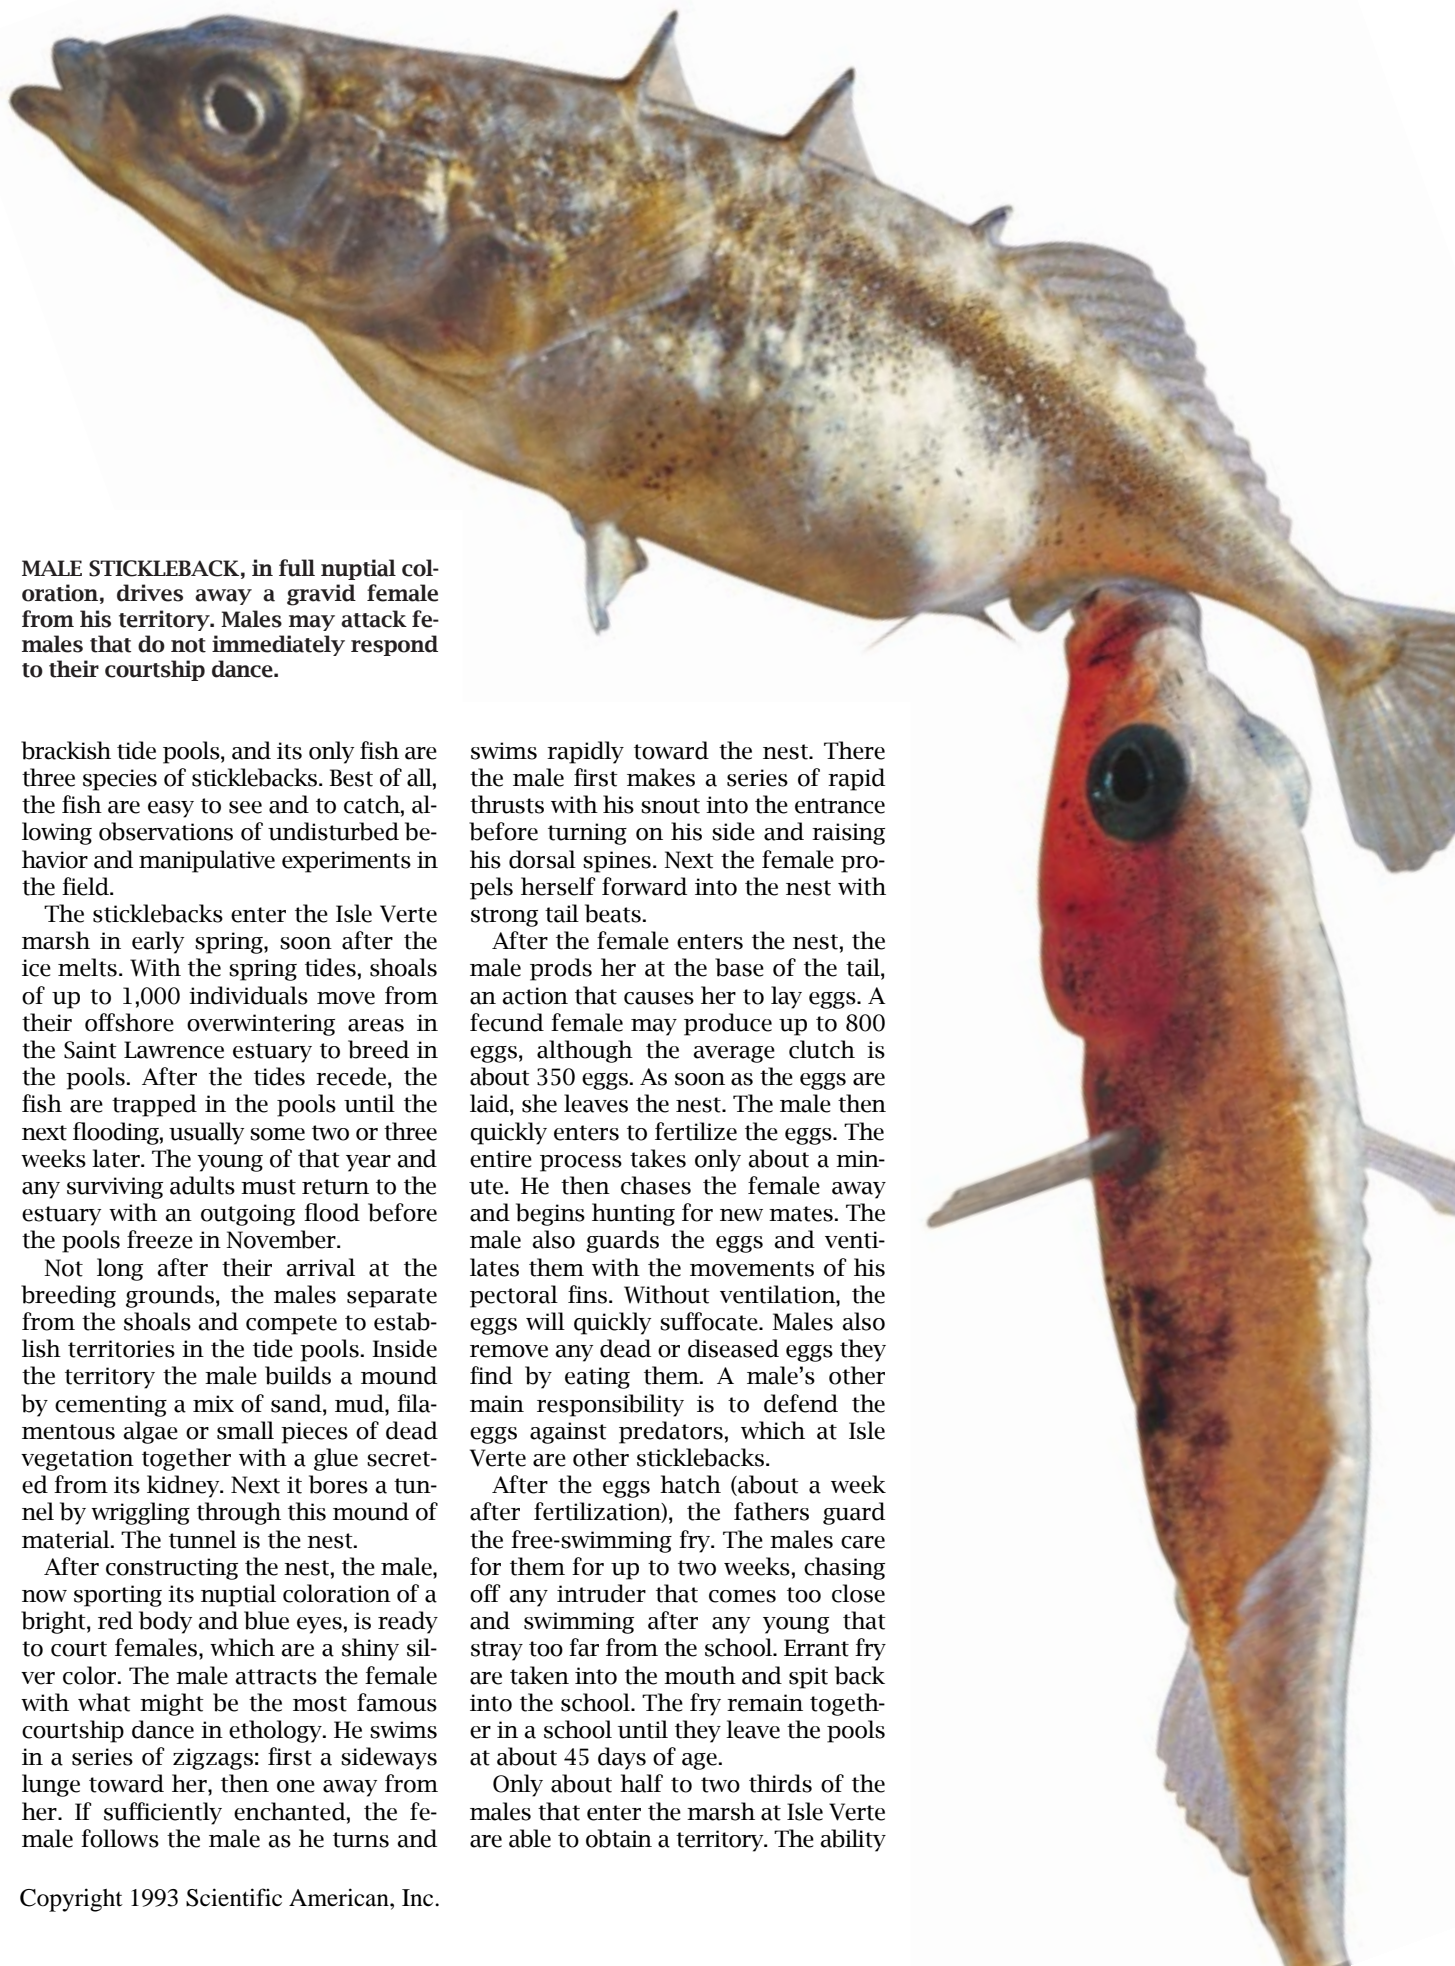 MALE STICKLEBACK, in full nuptial col-
oration, drives away a gravid female
from his territory. Males may attack fe-
males that do not immediately respond
to their courtship dance.
brackish tide pools, and its only fish are
three species of sticklebacks. Best of all,
the fish are easy to see and to catch, al-
lowing observations of undisturbed be-
havior and manipulative experiments in
the field.
The sticklebacks enter the Isle Verte
marsh in early spring, soon after the
ice melts. With the spring tides, shoals
of up to 1,000 individuals move from
their offshore overwintering areas in
the Saint Lawrence estuary to breed in
the pools. After the tides recede, the
fish are trapped in the pools until the
next flooding, usually some two or three
weeks later. The young of that year and
any surviving adults must return to the
estuary with an outgoing flood before
the pools freeze in November.
Not long after their arrival at the
breeding grounds, the males separate
from the shoals and compete to estab-
lish territories in the tide pools. Inside
the territory the male builds a mound
by cementing a mix of sand, mud, fila-
mentous algae or small pieces of dead
vegetation together with a glue secret-
ed from its kidney. Next it bores a tun-
nel by wriggling through this mound of
material. The tunnel is the nest.
After constructing the nest, the male,
now sporting its nuptial coloration of a
bright, red body and blue eyes, is ready
to court females, which are a shiny sil-
ver color. The male attracts the female
with what might be the most famous
courtship dance in ethology. He swims
in a series of zigzags: first a sideways
lunge toward her, then one away from
her. If sufficiently enchanted, the fe-
male follows the male as he turns and
swims rapidly toward the nest. There
the male first makes a series of rapid
thrusts with his snout into the entrance
before turning on his side and raising
his dorsal spines. Next the female pro-
pels herself forward into the nest with
strong tail beats.
After the female enters the nest, the
male prods her at the base of the tail,
an action that causes her to lay eggs. A
fecund female may produce up to 800
eggs, although the average clutch is
about 350 eggs. As soon as the eggs are
laid, she leaves the nest. The male then
quickly enters to fertilize the eggs. The
entire process takes only about a min-
ute. He then chases the female away
and begins hunting for new mates. The
male also guards the eggs and venti-
lates them with the movements of his
pectoral fins. Without ventilation, the
eggs will quickly suffocate. Males also
remove any dead or diseased eggs they
find by eating them. A male's other
main responsibility is to defend the
eggs against predators, which at Isle
Verte are other sticklebacks.
After the eggs hatch (about a week
after fertilization), the fathers guard
the free-swimming fry. The males care
for them for up to two weeks, chasing
off any intruder that comes too close
and swimming after any young that
stray too far from the school. Errant fry
are taken into the mouth and spit back
into the school. The fry remain togeth-
er in a school until they leave the pools
at about 45 days of age.
Only about half to two thirds of the
males that enter the marsh at Isle Verte
are able to obtain a territory. The ability
Copyright 1993 Scientific American, Inc.